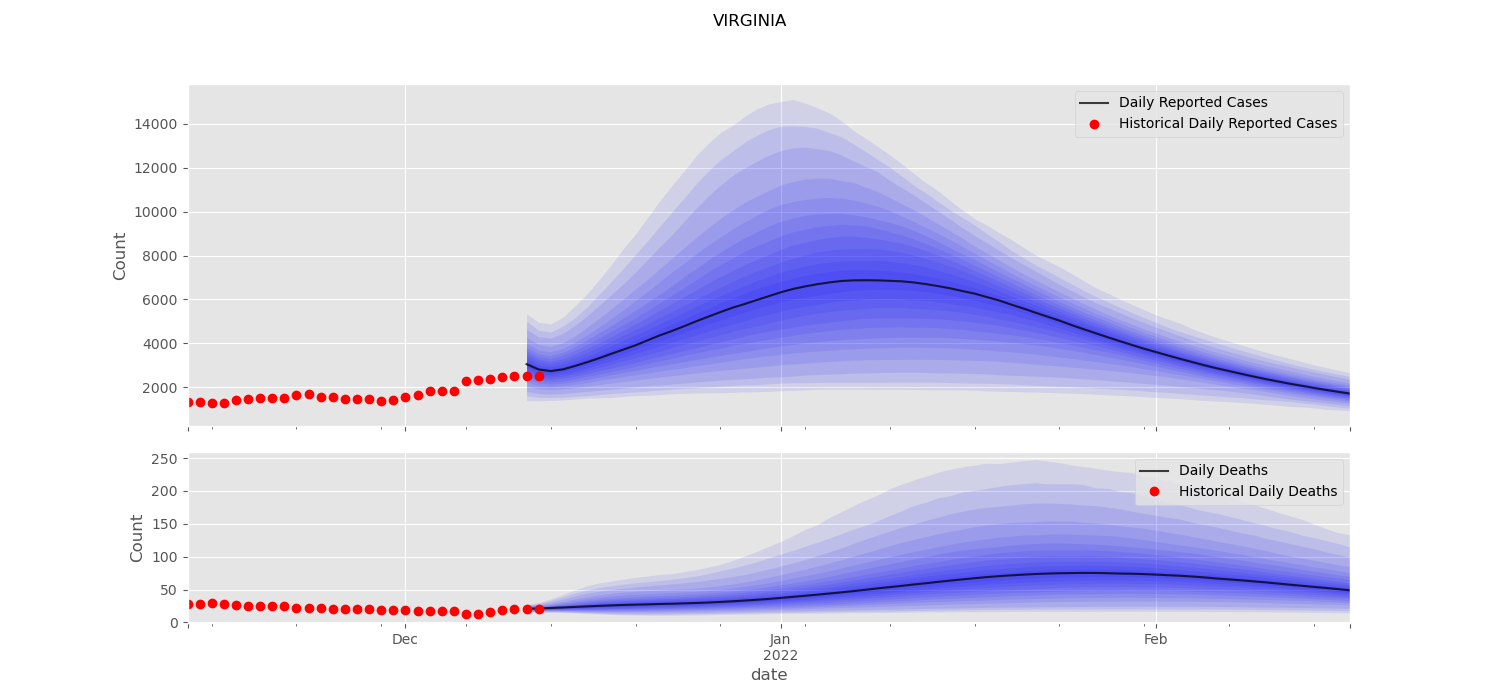 VIRGINIA
Daily Reported Cases
Historical Daily Reported Cases
14000
12000
10000
8000
6000
4000
2000
Count
Daily Deaths
Historical Daily Deaths
250
200
150
100
50
0
Count
Dec
Jan
2022
Feb
date